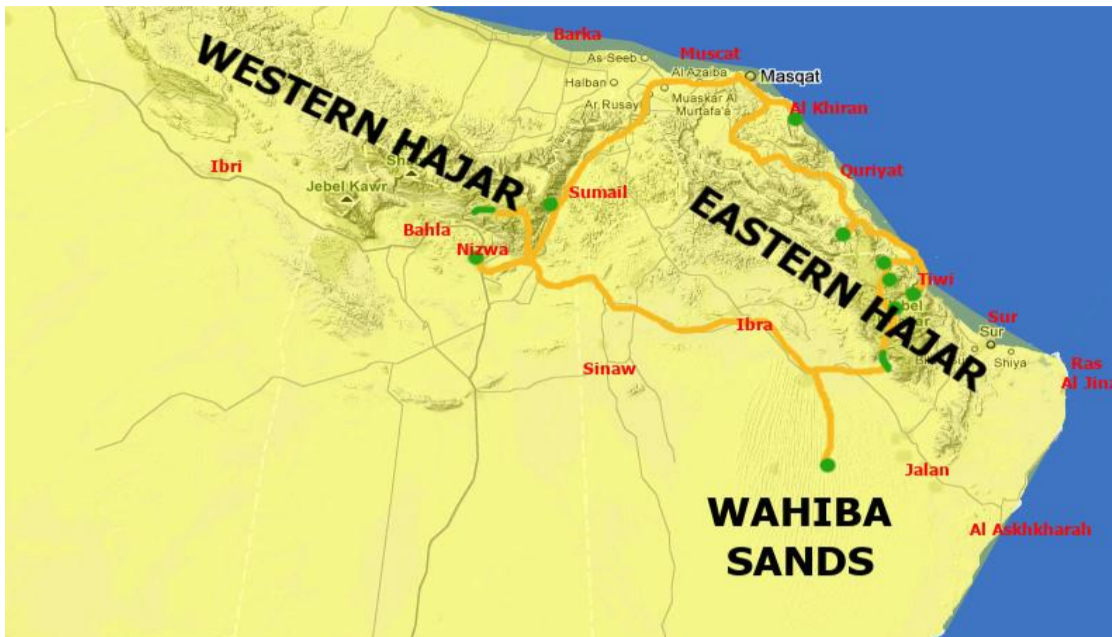 Barka
Muscat
As Seeb
Al Azaiba
Masqat
Halban
Ar Rusay
Muaskar Al
Murtafa'a
Al Khiran
WESTERN HAJAR
Ibri
Jebel Kawr
Sumail
Quriyat
Bahla
Nizwa
EASTERN HAJAR
Tiwi
Ibra
Sur
Sur
Shiya
Sinaw
Ras
Al Jinz
Jalan
WAHIBA
SANDS
Al Askhkharah